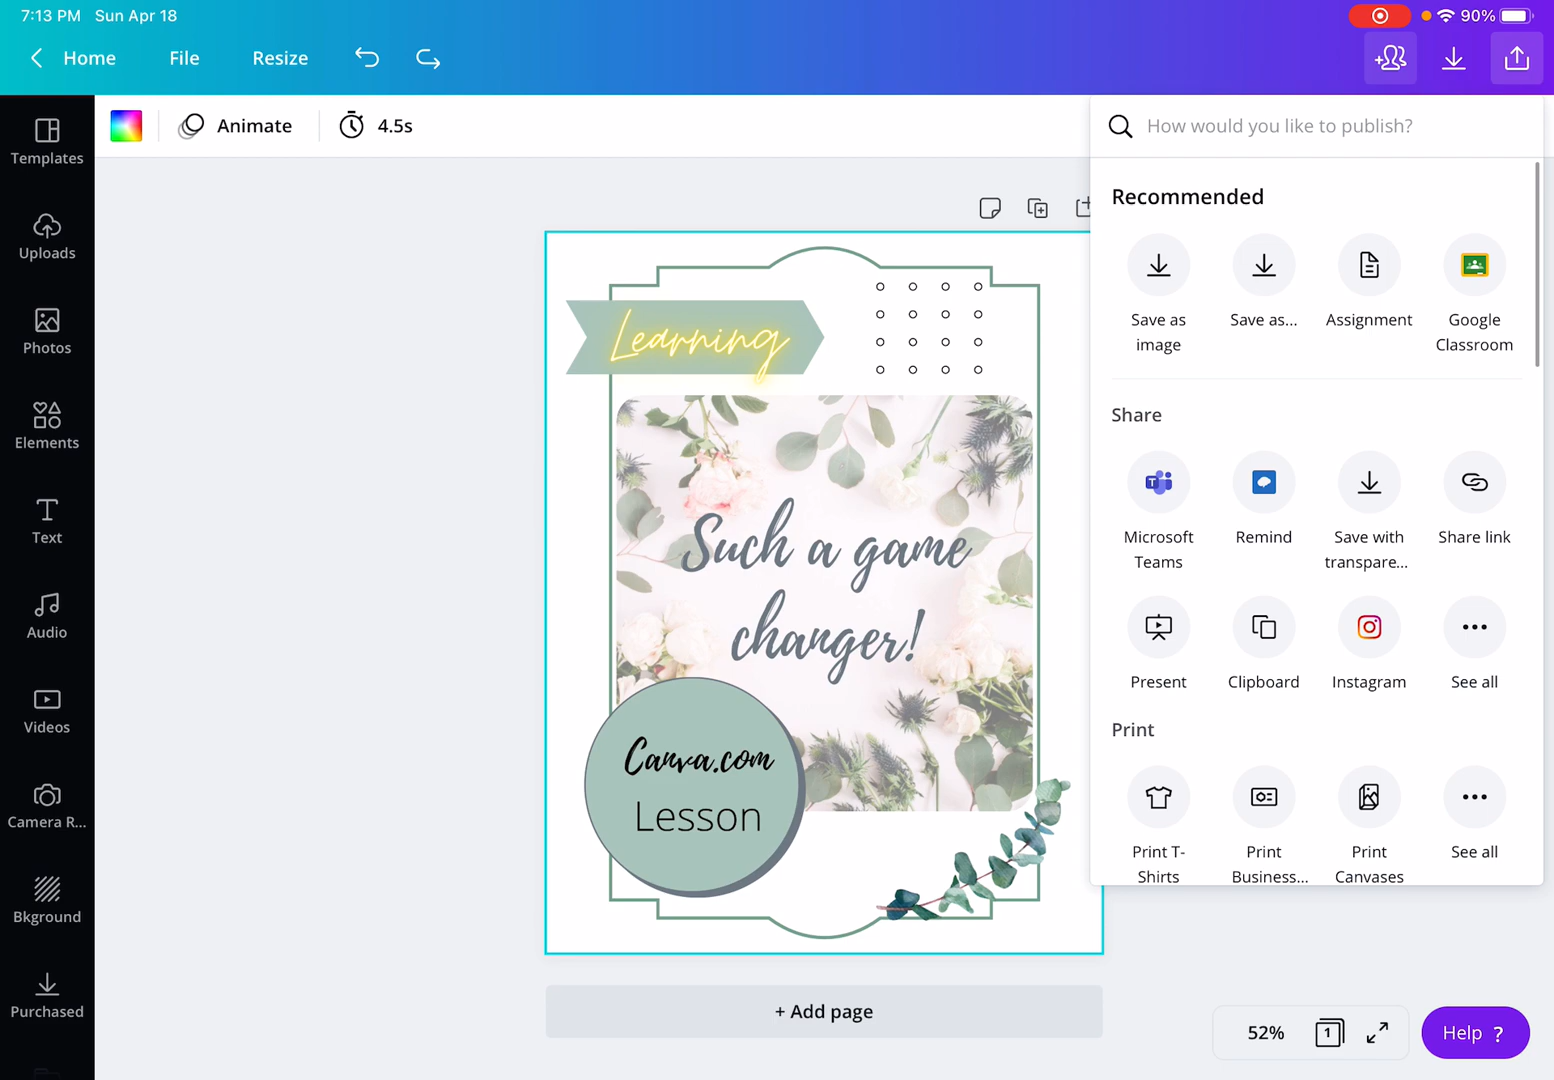 7:13 PM Sun Apr 18
90%
Home File Resize
Animate 4.5s
How would you like to publish?
Templates
Uploads
Photos
Elements
Text
Audio
Videos
Camera R...
Bkground
Purchased
Learning
Such a game
changer!
Canva.com
Lesson
+ Add page
Recommended
Save as
image
Save as...
Assignment
Google
Classroom
Share
Microsoft
Teams
Remind
Save with
transpare...
Share link
Present
Clipboard
Instagram
See all
Print
Print T-
Shirts
Print
Business...
Print
Canvases
See all
52%
1
Help ?